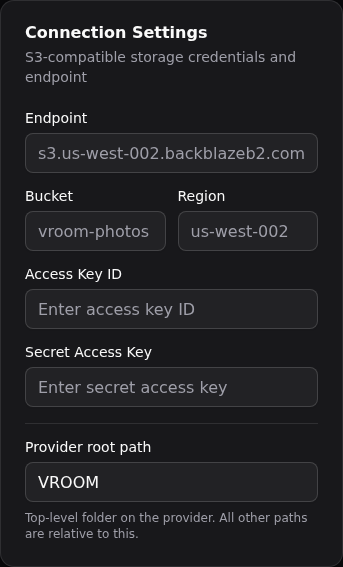 Connection Settings
S3-compatible storage credentials and
endpoint
Endpoint
s3.us-west-002.backblazeb2.com
Bucket
Region
vroom-photos
us-west-002
Access Key ID
Enter access key ID
Secret Access Key
Enter secret access key
Provider root path
VROOM
Top-level folder on the provider. All other paths
are relative to this.